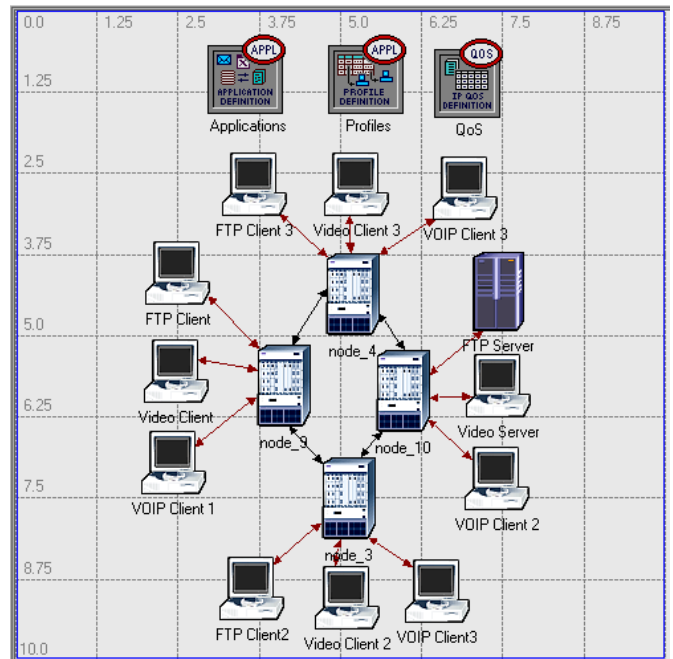 0.0 1.25 2.5 3.75 5.0 6.25 7.5 8.75
APPL APPL QOS
1.25
APPLICATION DEFINITION
PROFILE DEFINITION
IP QOS DEFINITION
Applications Profiles QoS
2.5
FTP Client 3 Video Client 3 VOIP Client 3
3.75
FTP Client
5.0
node_4
FTP Server
Video Client
6.25
Video Server
node_9 node_10
7.5
VOIP Client 1
VOIP Client 2
node_3
8.75
FTP Client2 Video Client 2 VOIP Client3
10.0